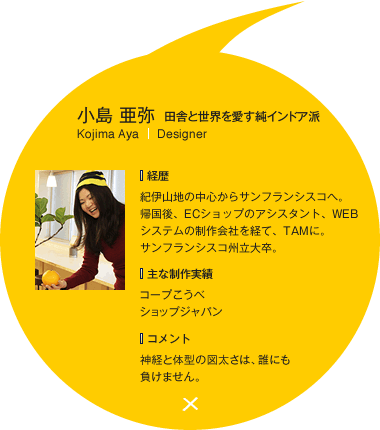 小島 亜弥 田舎と世界を愛す純インドア派
Kojima Aya | Designer
経歴
紀伊山地の中心からサンフランシスコへ。
帰国後、ECショップのアシスタント、WEB
システムの制作会社を経て、TAMに。
サンフランシスコ州立大卒。
主な制作実績
コープこうべ
ショップジャパン
コメント
神経と体型の図太さは、誰にも
負けません。